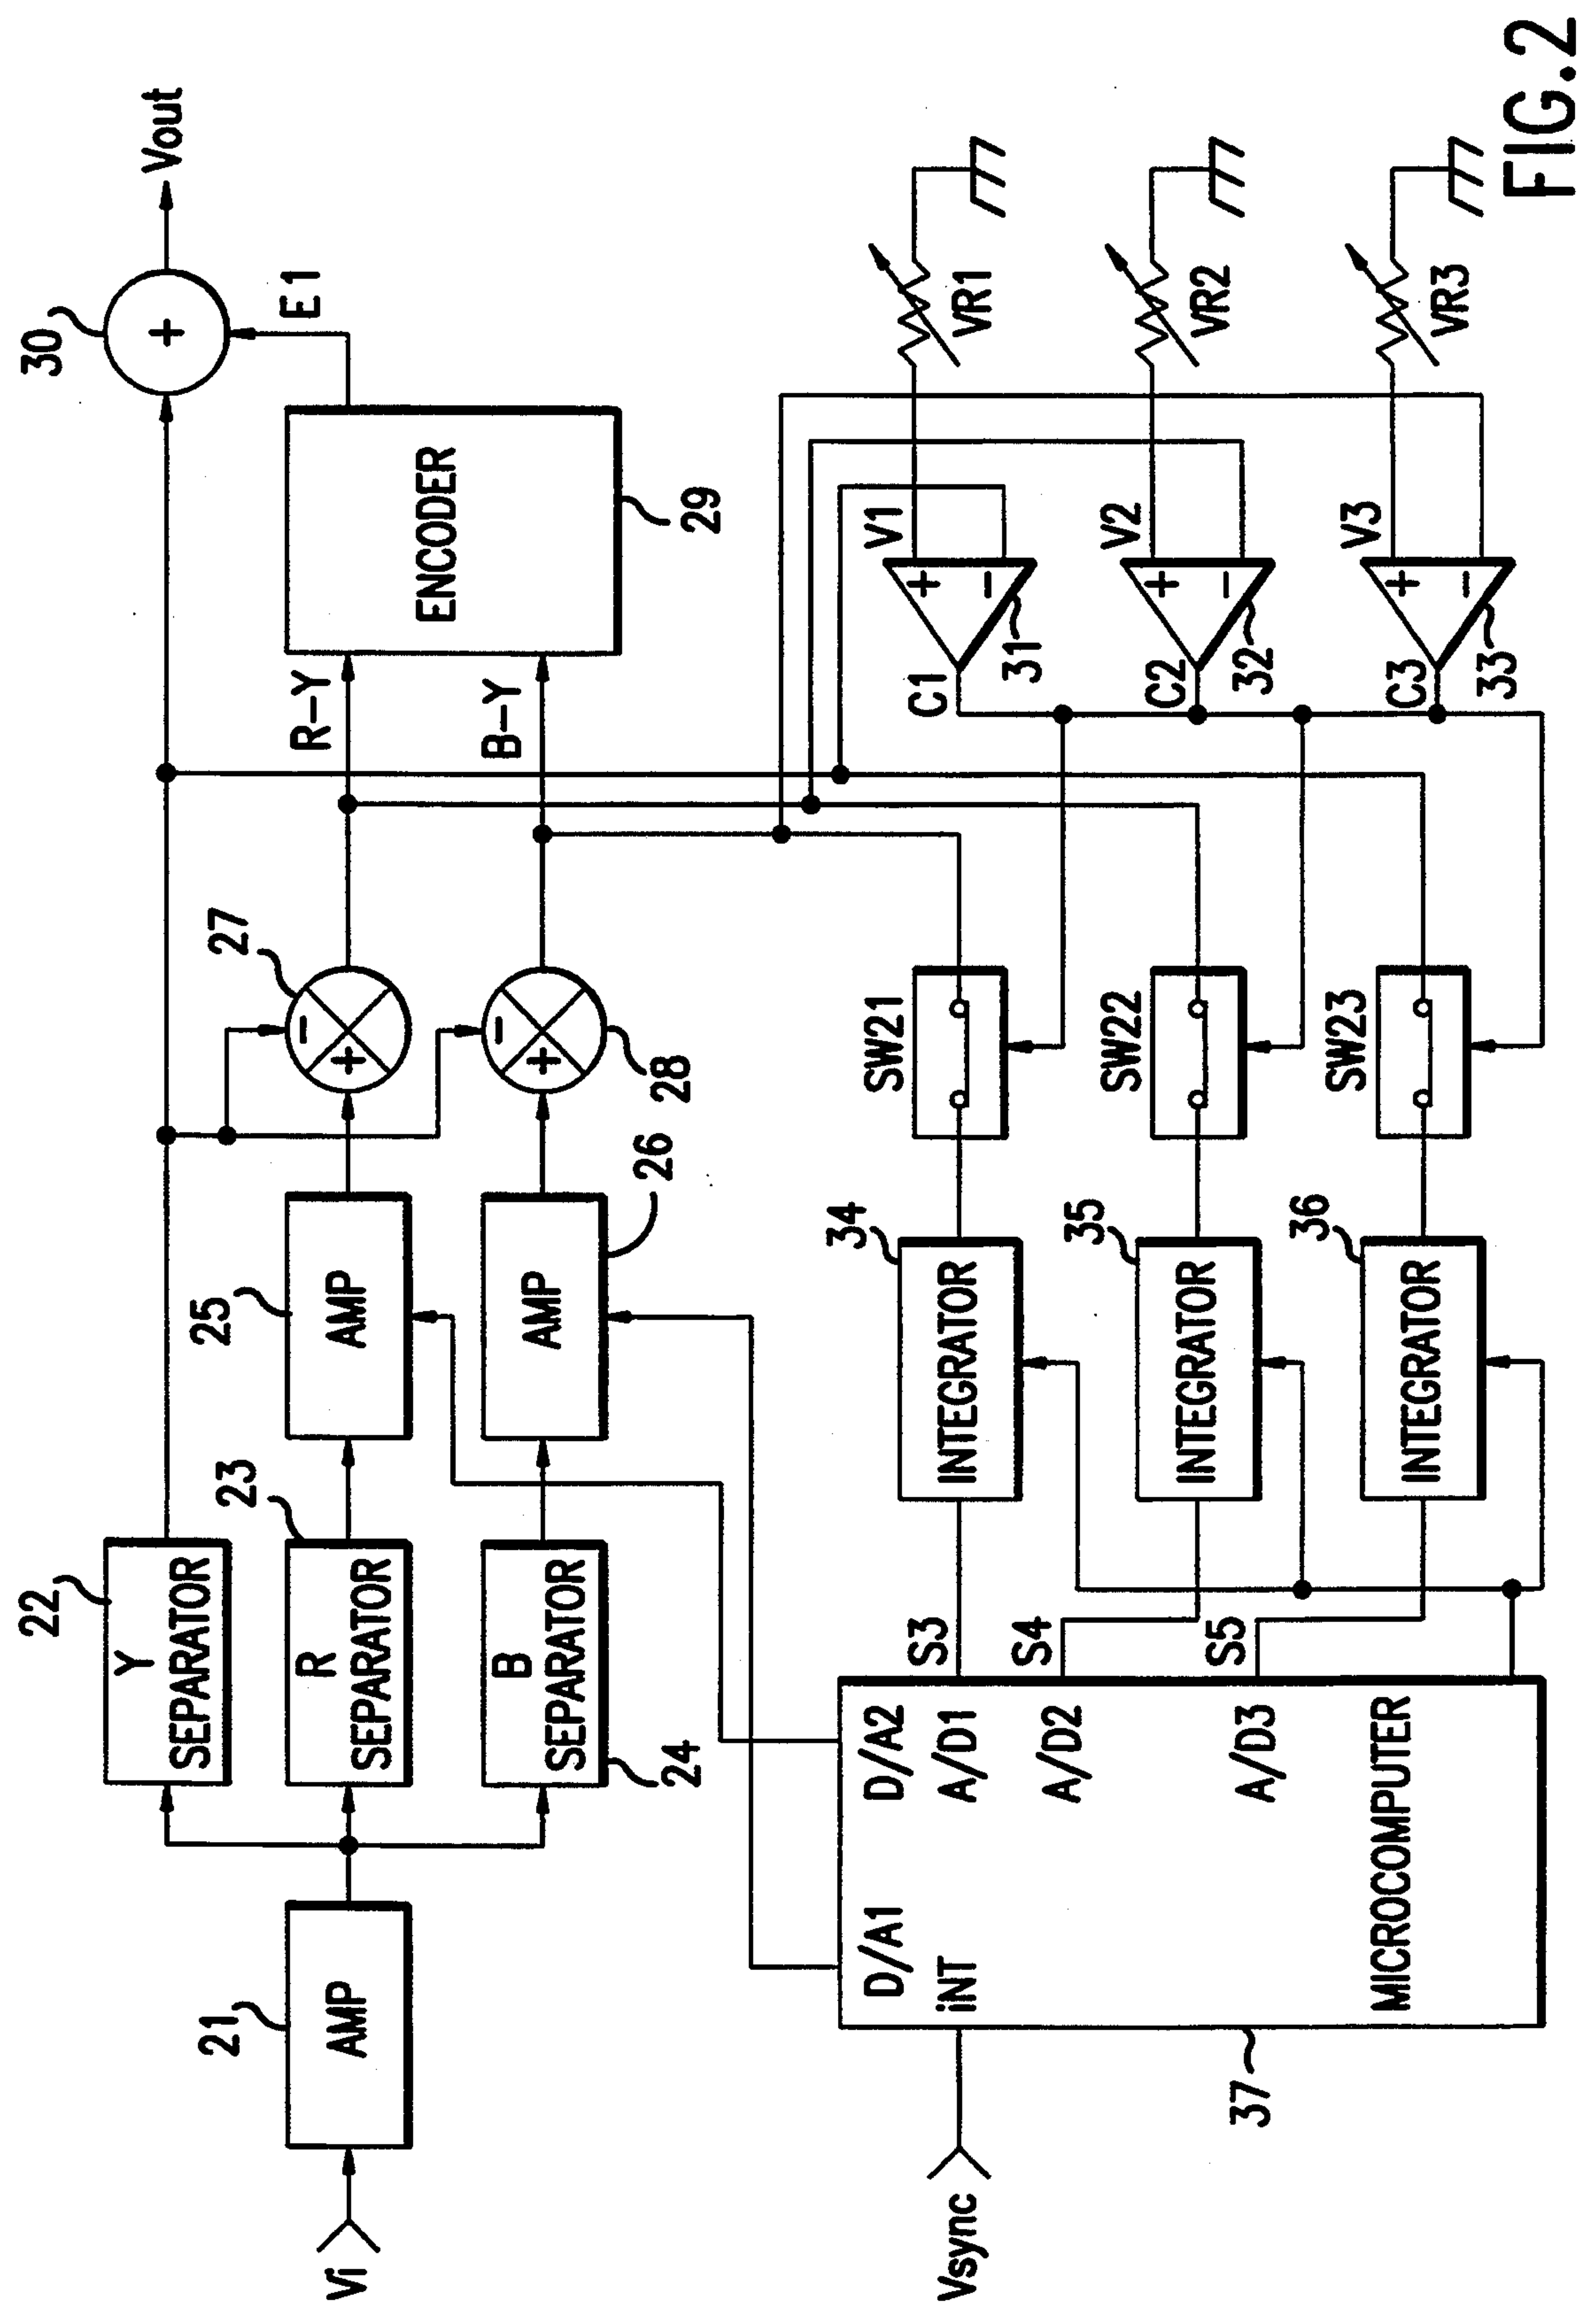 FIG.2
Vi
21
AMP
22
Y
SEPARATOR
23
R
SEPARATOR
24
B
SEPARATOR
25
AMP
26
AMP
27
−
+
28
−
+
R−Y
B−Y
ENCODER
29
30
+
E1
Vout
Vsync
37
D/A1
D/A2
iNT
A/D1
A/D2
A/D3
MICROCOMPUTER
S3
S4
S5
34
INTEGRATOR
35
INTEGRATOR
36
INTEGRATOR
SW21
SW22
SW23
C1
31
+
−
V1
VR1
C2
32
+
−
V2
VR2
C3
33
+
−
V3
VR3